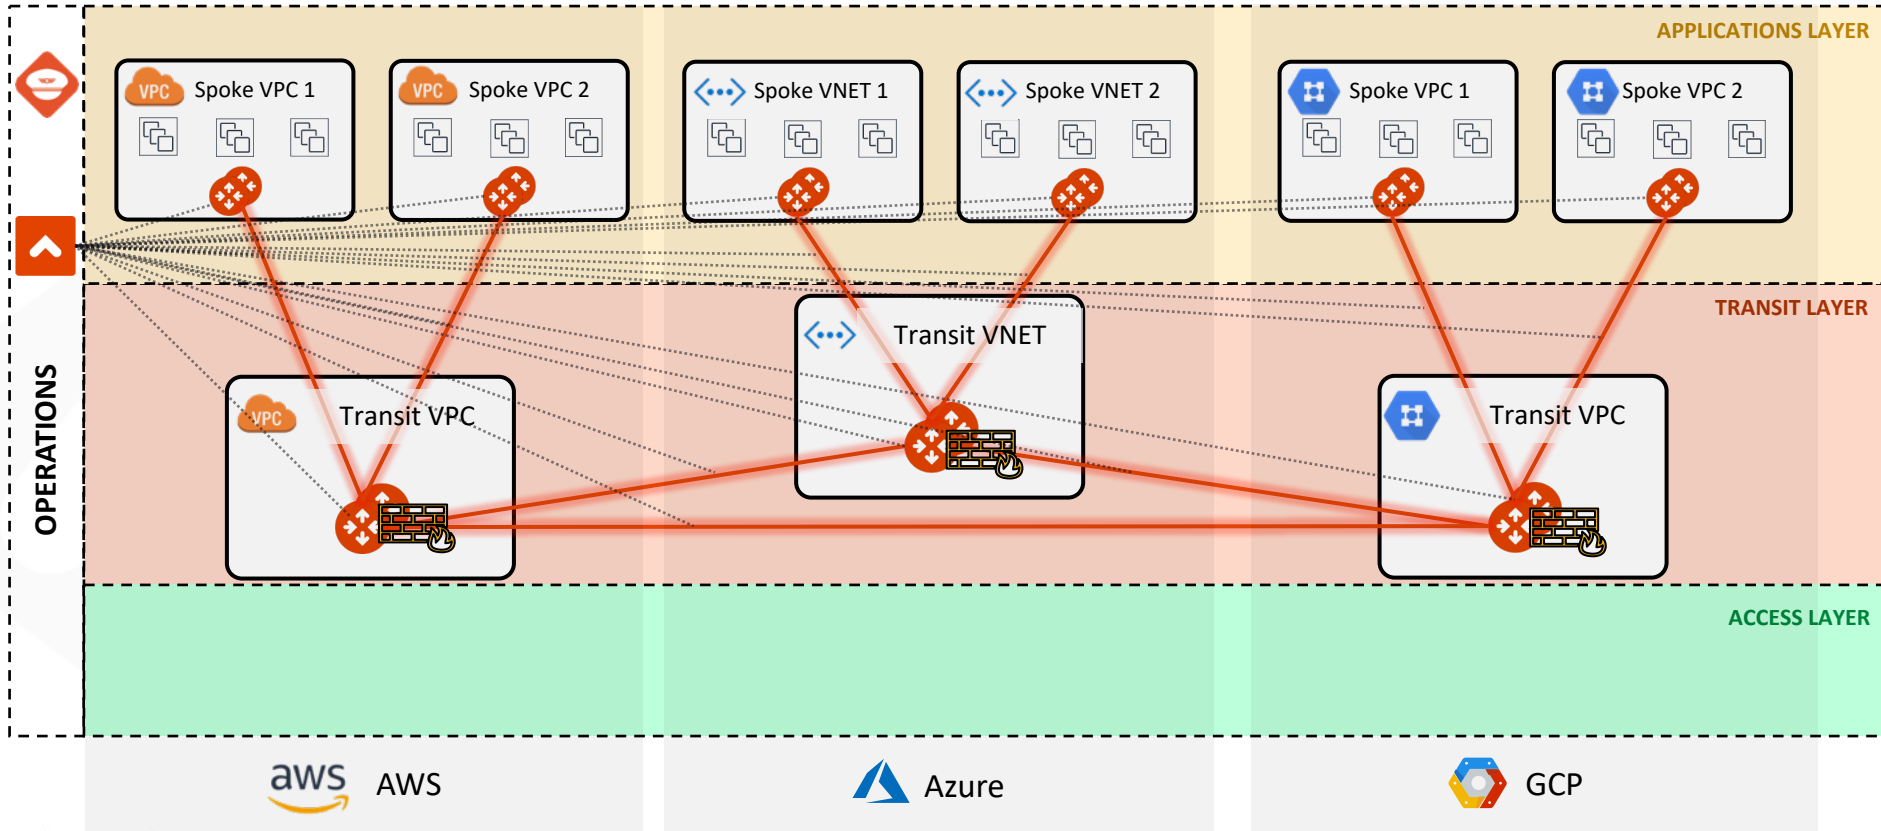 APPLICATIONS LAYER
VPC
Spoke VPC 1
VPC
Spoke VPC 2
Spoke VNET 1
Spoke VNET 2
Spoke VPC 1
Spoke VPC 2
TRANSIT LAYER
OPERATIONS
VPC
Transit VPC
Transit VNET
Transit VPC
ACCESS LAYER
aws
AWS
Azure
GCP